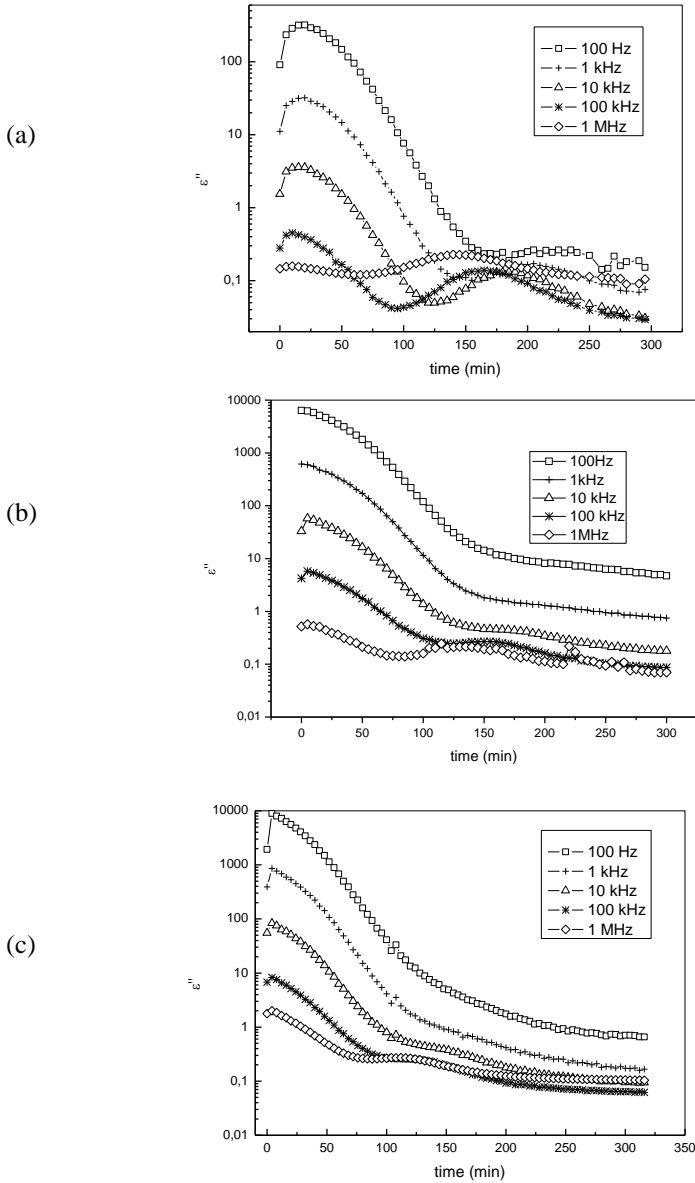 (a)
ε''
100
10
1
0,1
0
50
100
150
200
250
300
time (min)
100 Hz
1 kHz
10 kHz
100 kHz
1 MHz
(b)
ε''
10000
1000
100
10
1
0,1
0,01
0
50
100
150
200
250
300
time (min)
100Hz
1kHz
10 kHz
100 kHz
1MHz
(c)
ε''
10000
1000
100
10
1
0,1
0,01
0
50
100
150
200
250
300
350
time (min)
100 Hz
1 kHz
10 kHz
100 kHz
1 MHz